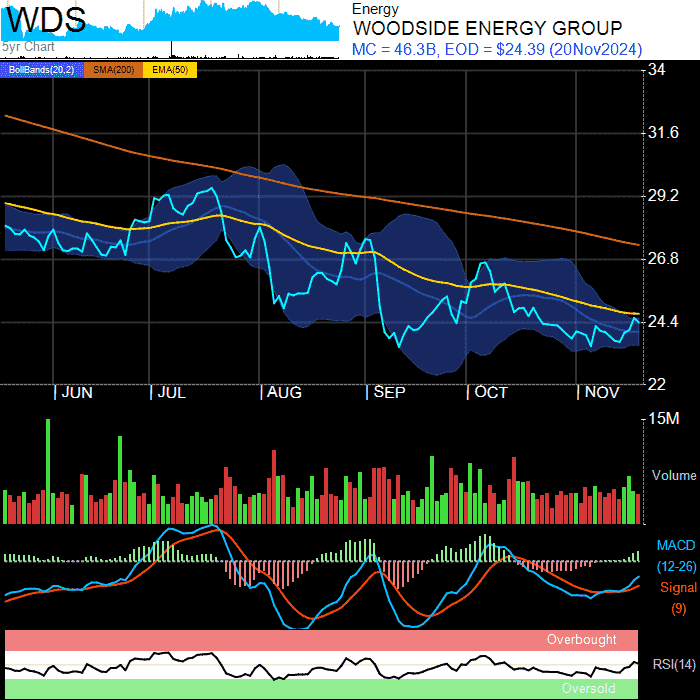 WDS
5yr Chart
Energy
WOODSIDE ENERGY GROUP
MC = 46.3B, EOD = $24.39 (20Nov2024)
BollBands(20,2) SMA(200) EMA(50)
34
31.6
29.2
26.8
24.4
22
JUN JUL AUG SEP OCT NOV
15M
Volume
MACD
(12-26)
Signal
(9)
Overbought
RSI(14)
Oversold